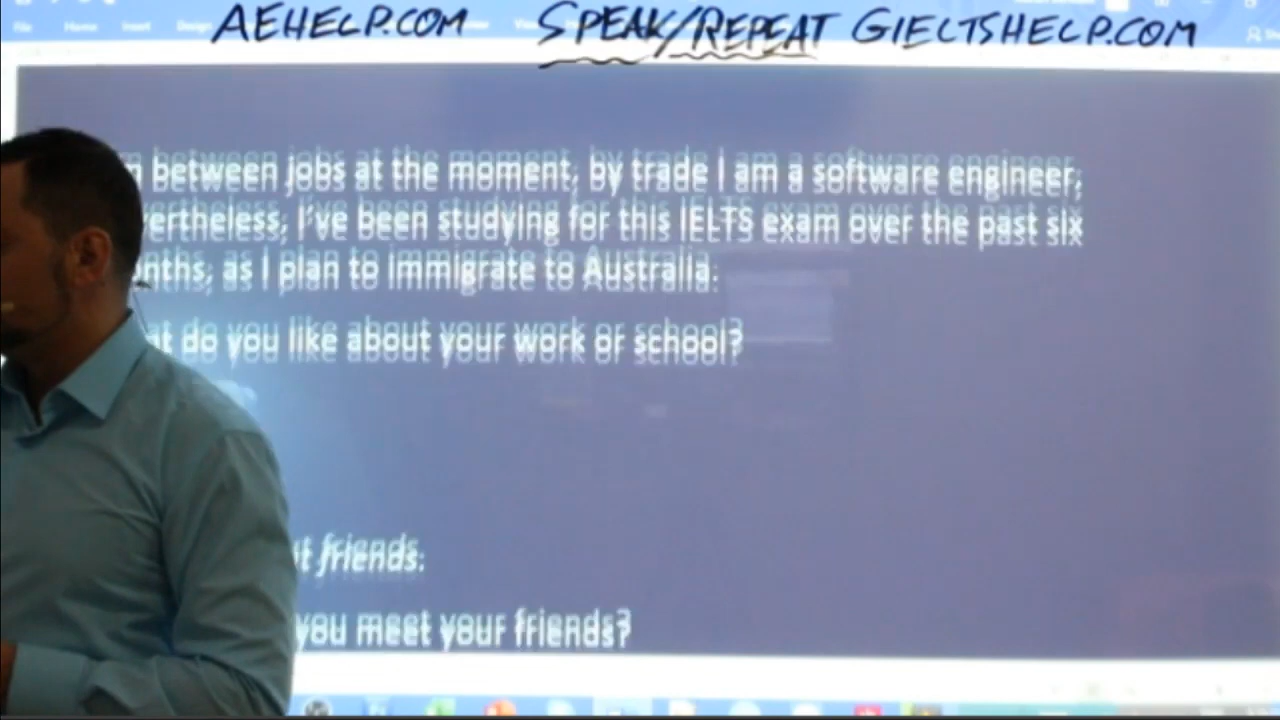 AEHELP.COM SPEAK/REPEAT GIELTSHELP.COM
between jobs at the moment, by trade I am a software engineer,
I've been studying for this IELTS exam over the past six
as I plan to immigrate to Australia.
do you like about your work or school?
friends.
you meet your friends?